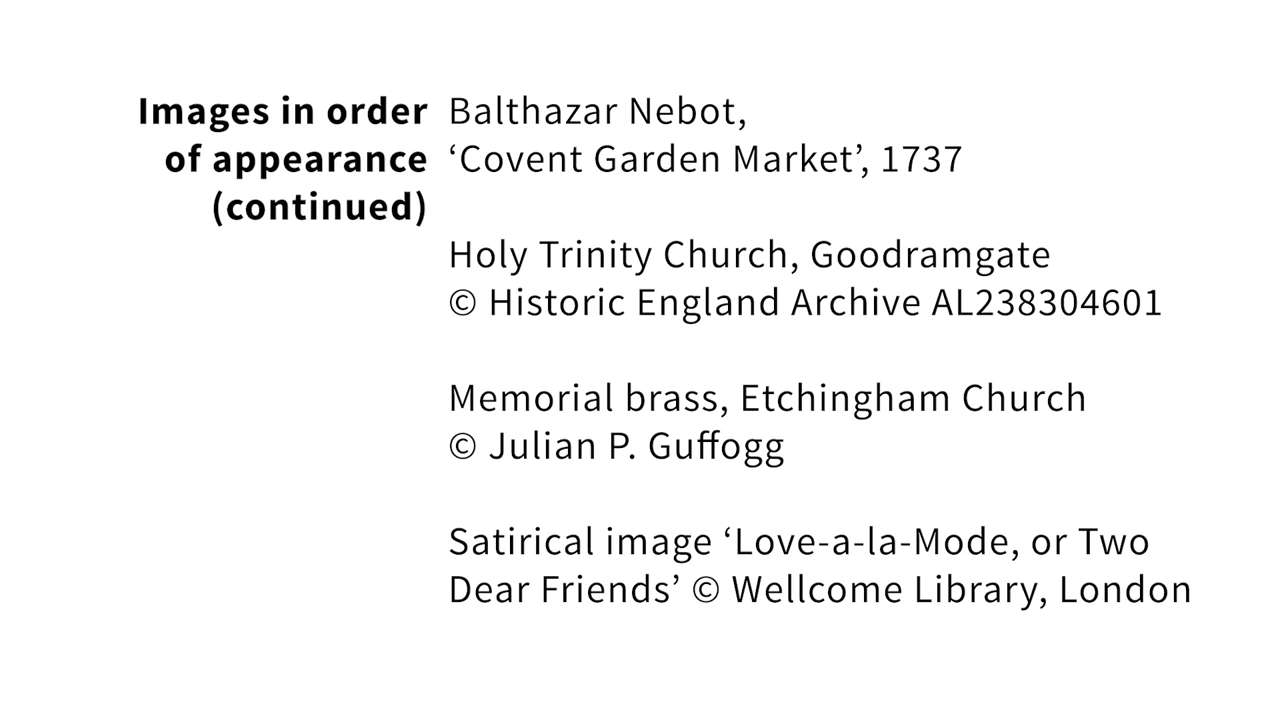 Images in order
of appearance
(continued)
Balthazar Nebot,
‘Covent Garden Market’, 1737
Holy Trinity Church, Goodramgate
© Historic England Archive AL238304601
Memorial brass, Etchingham Church
© Julian P. Guffogg
Satirical image ‘Love-a-la-Mode, or Two
Dear Friends’ © Wellcome Library, London